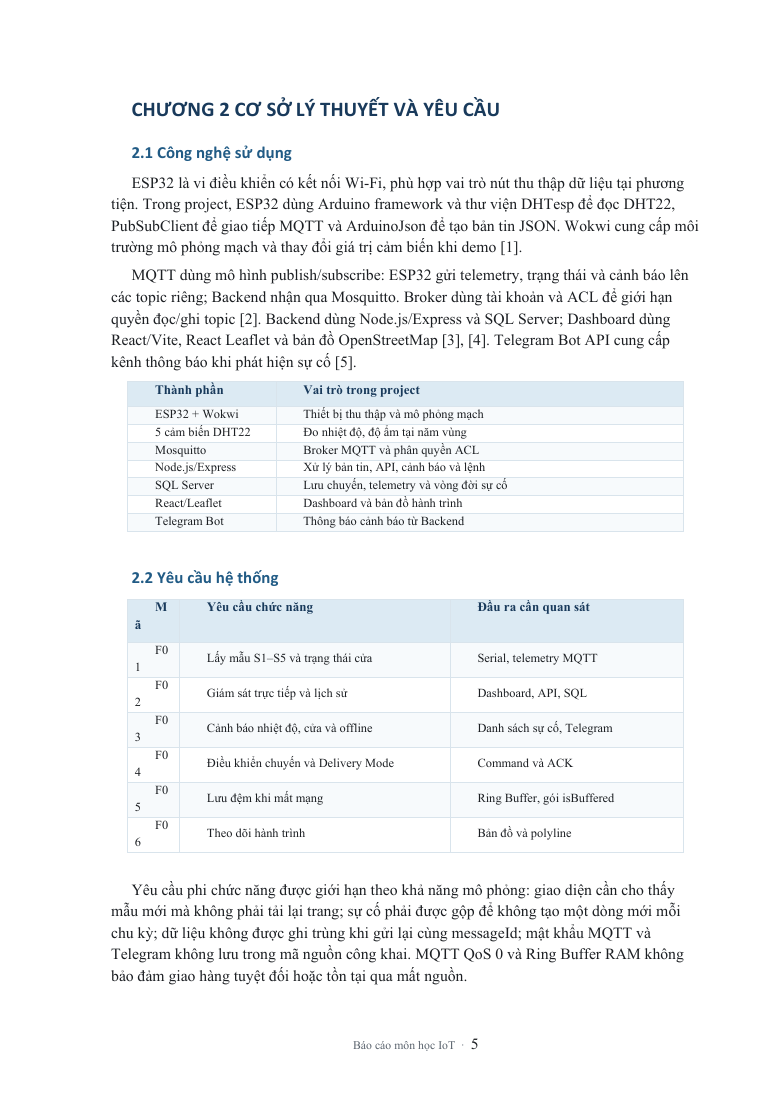 CHƯƠNG 2 CƠ SỞ LÝ THUYẾT VÀ YÊU CẦU
2.1 Công nghệ sử dụng
ESP32 là vi điều khiển có kết nối Wi-Fi, phù hợp vai trò nút thu thập dữ liệu tại phương
tiện. Trong project, ESP32 dùng Arduino framework và thư viện DHTesp để đọc DHT22,
PubSubClient để giao tiếp MQTT và ArduinoJson để tạo bản tin JSON. Wokwi cung cấp môi
trường mô phỏng mạch và thay đổi giá trị cảm biến khi demo [1].
MQTT dùng mô hình publish/subscribe: ESP32 gửi telemetry, trạng thái và cảnh báo lên
các topic riêng; Backend nhận qua Mosquitto. Broker dùng tài khoản và ACL để giới hạn
quyền đọc/ghi topic [2]. Backend dùng Node.js/Express và SQL Server; Dashboard dùng
React/Vite, React Leaflet và bản đồ OpenStreetMap [3], [4]. Telegram Bot API cung cấp
kênh thông báo khi phát hiện sự cố [5].
Thành phần Vai trò trong project
ESP32 + Wokwi Thiết bị thu thập và mô phỏng mạch
5 cảm biến DHT22 Đo nhiệt độ, độ ẩm tại năm vùng
Mosquitto Broker MQTT và phân quyền ACL
Node.js/Express Xử lý bản tin, API, cảnh báo và lệnh
SQL Server Lưu chuyến, telemetry và vòng đời sự cố
React/Leaflet Dashboard và bản đồ hành trình
Telegram Bot Thông báo cảnh báo từ Backend
2.2 Yêu cầu hệ thống
M Yêu cầu chức năng Đầu ra cần quan sát
ã
F0
1 Lấy mẫu S1–S5 và trạng thái cửa Serial, telemetry MQTT
F0
2 Giám sát trực tiếp và lịch sử Dashboard, API, SQL
F0
3 Cảnh báo nhiệt độ, cửa và offline Danh sách sự cố, Telegram
F0
4 Điều khiển chuyến và Delivery Mode Command và ACK
F0
5 Lưu đệm khi mất mạng Ring Buffer, gói isBuffered
F0
6 Theo dõi hành trình Bản đồ và polyline
Yêu cầu phi chức năng được giới hạn theo khả năng mô phỏng: giao diện cần cho thấy
mẫu mới mà không phải tải lại trang; sự cố phải được gộp để không tạo một dòng mới mỗi
chu kỳ; dữ liệu không được ghi trùng khi gửi lại cùng messageId; mật khẩu MQTT và
Telegram không lưu trong mã nguồn công khai. MQTT QoS 0 và Ring Buffer RAM không
bảo đảm giao hàng tuyệt đối hoặc tồn tại qua mất nguồn.
Báo cáo môn học IoT · 5